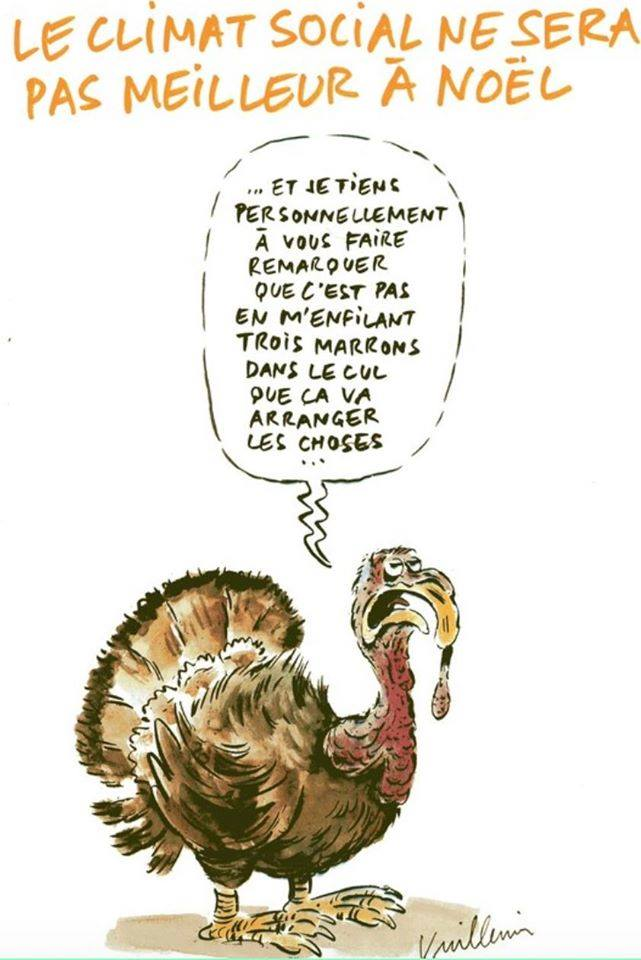 LE CLIMAT SOCIAL NE SERA
PAS MEILLEUR À NOËL
... ET JE TIENS
PERSONNELLEMENT
À VOUS FAIRE
REMARQUER
QUE C'EST PAS
EN M'ENFILANT
TROIS MARRONS
DANS LE CUL
QUE ÇA VA
ARRANGER
LES CHOSES
...
Vuillemin